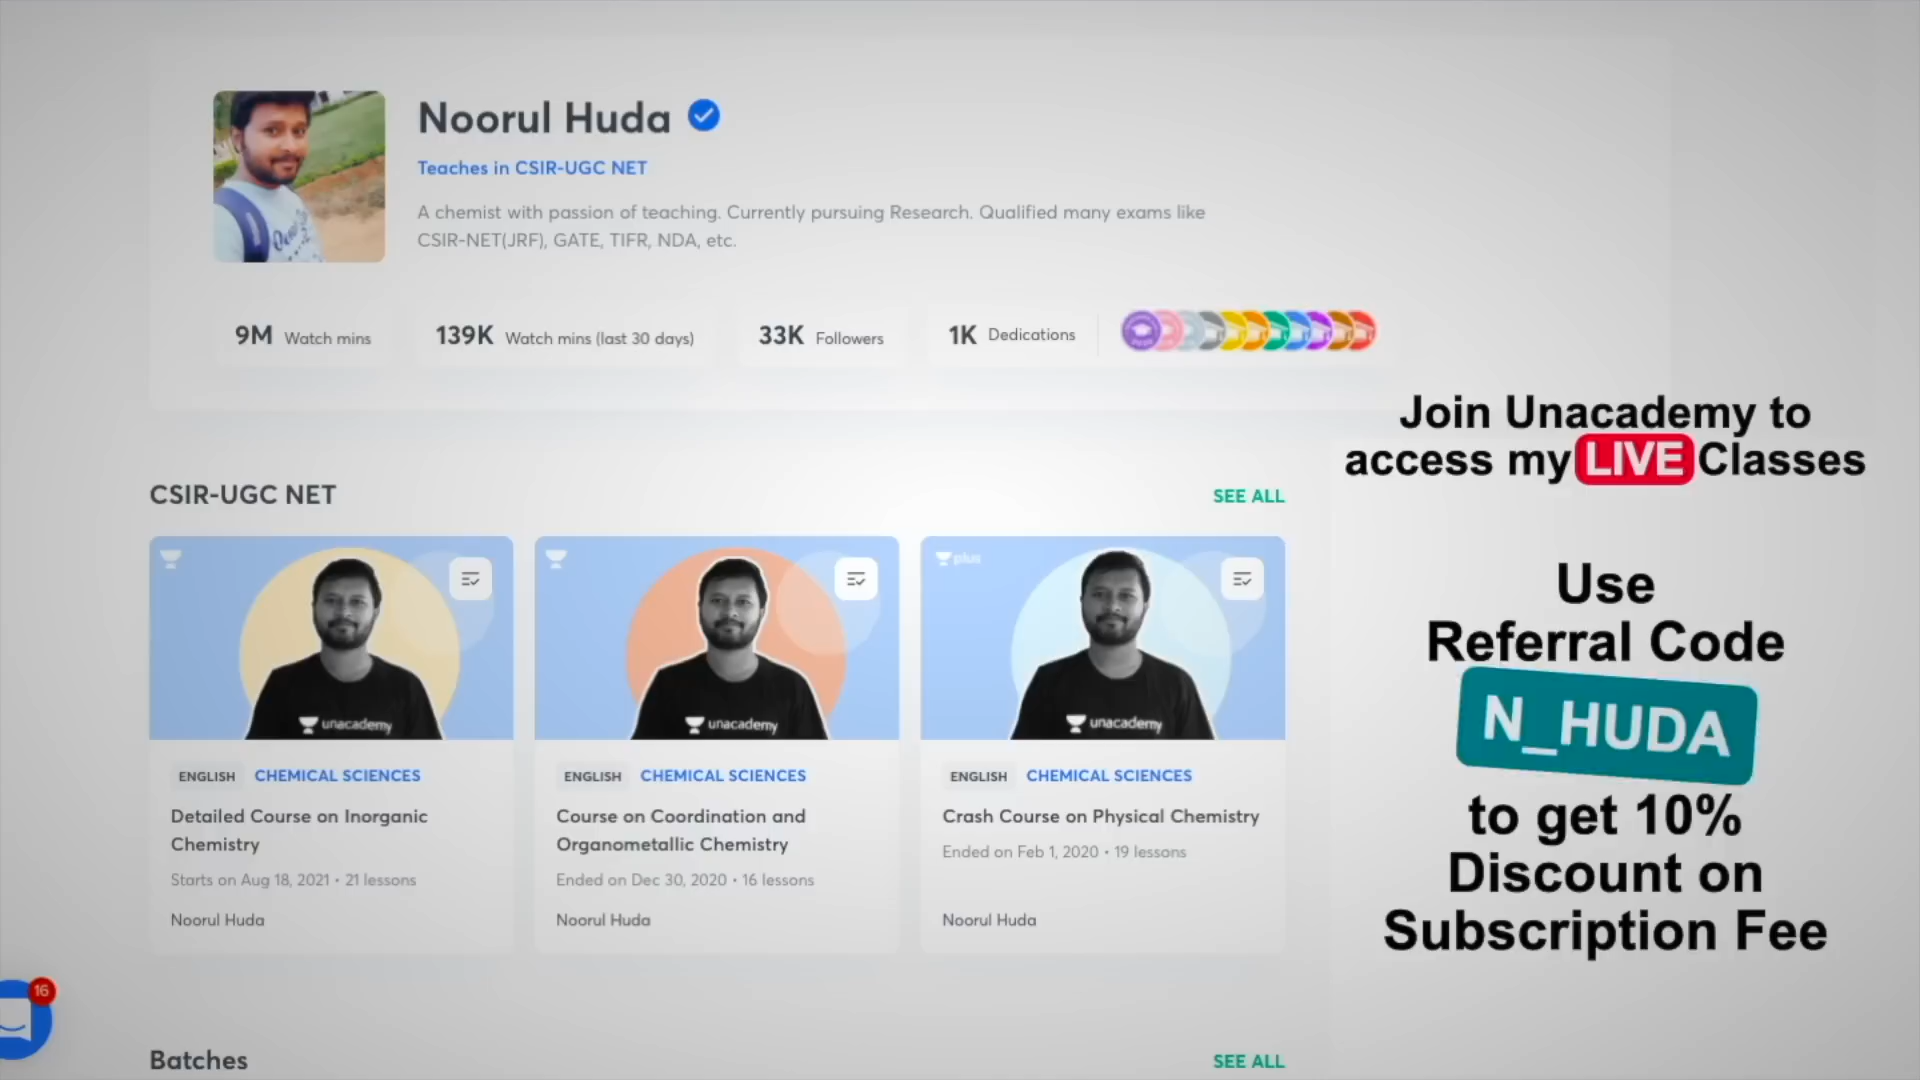 Noorul Huda
Teaches in CSIR-UGC NET
A chemist with passion of teaching. Currently pursuing Research. Qualified many exams like
CSIR-NET(JRF), GATE, TIFR, NDA, etc.
9M Watch mins
139K Watch mins (last 30 days)
33K Followers
1K Dedications
Join Unacademy to
access my LIVE Classes
Use
Referral Code
N_HUDA
to get 10%
Discount on
Subscription Fee
CSIR-UGC NET
SEE ALL
unacademy
ENGLISH CHEMICAL SCIENCES
Detailed Course on Inorganic
Chemistry
Starts on Aug 18, 2021 • 21 lessons
Noorul Huda
unacademy
ENGLISH CHEMICAL SCIENCES
Course on Coordination and
Organometallic Chemistry
Ended on Dec 30, 2020 • 16 lessons
Noorul Huda
plus
unacademy
ENGLISH CHEMICAL SCIENCES
Crash Course on Physical Chemistry
Ended on Feb 1, 2020 • 19 lessons
Noorul Huda
16
Batches
SEE ALL